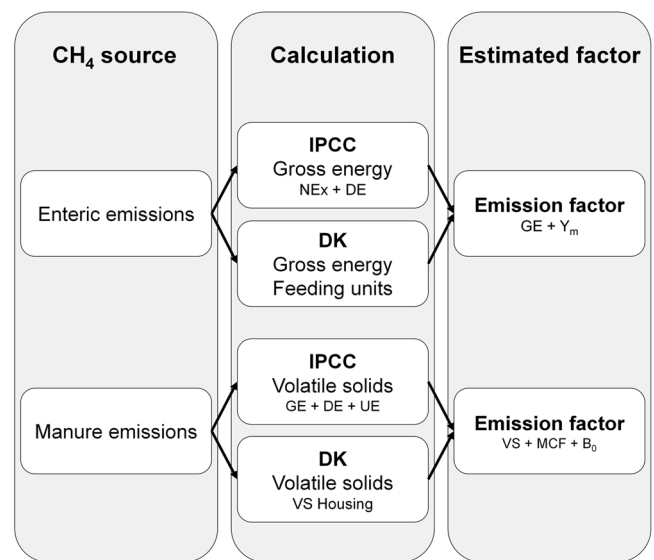 CH₄ source
Calculation
Estimated factor
Enteric emissions
IPCC
Gross energy
NEx + DE
DK
Gross energy
Feeding units
Emission factor
GE + Yₘ
Manure emissions
IPCC
Volatile solids
GE + DE + UE
DK
Volatile solids
VS Housing
Emission factor
VS + MCF + B₀